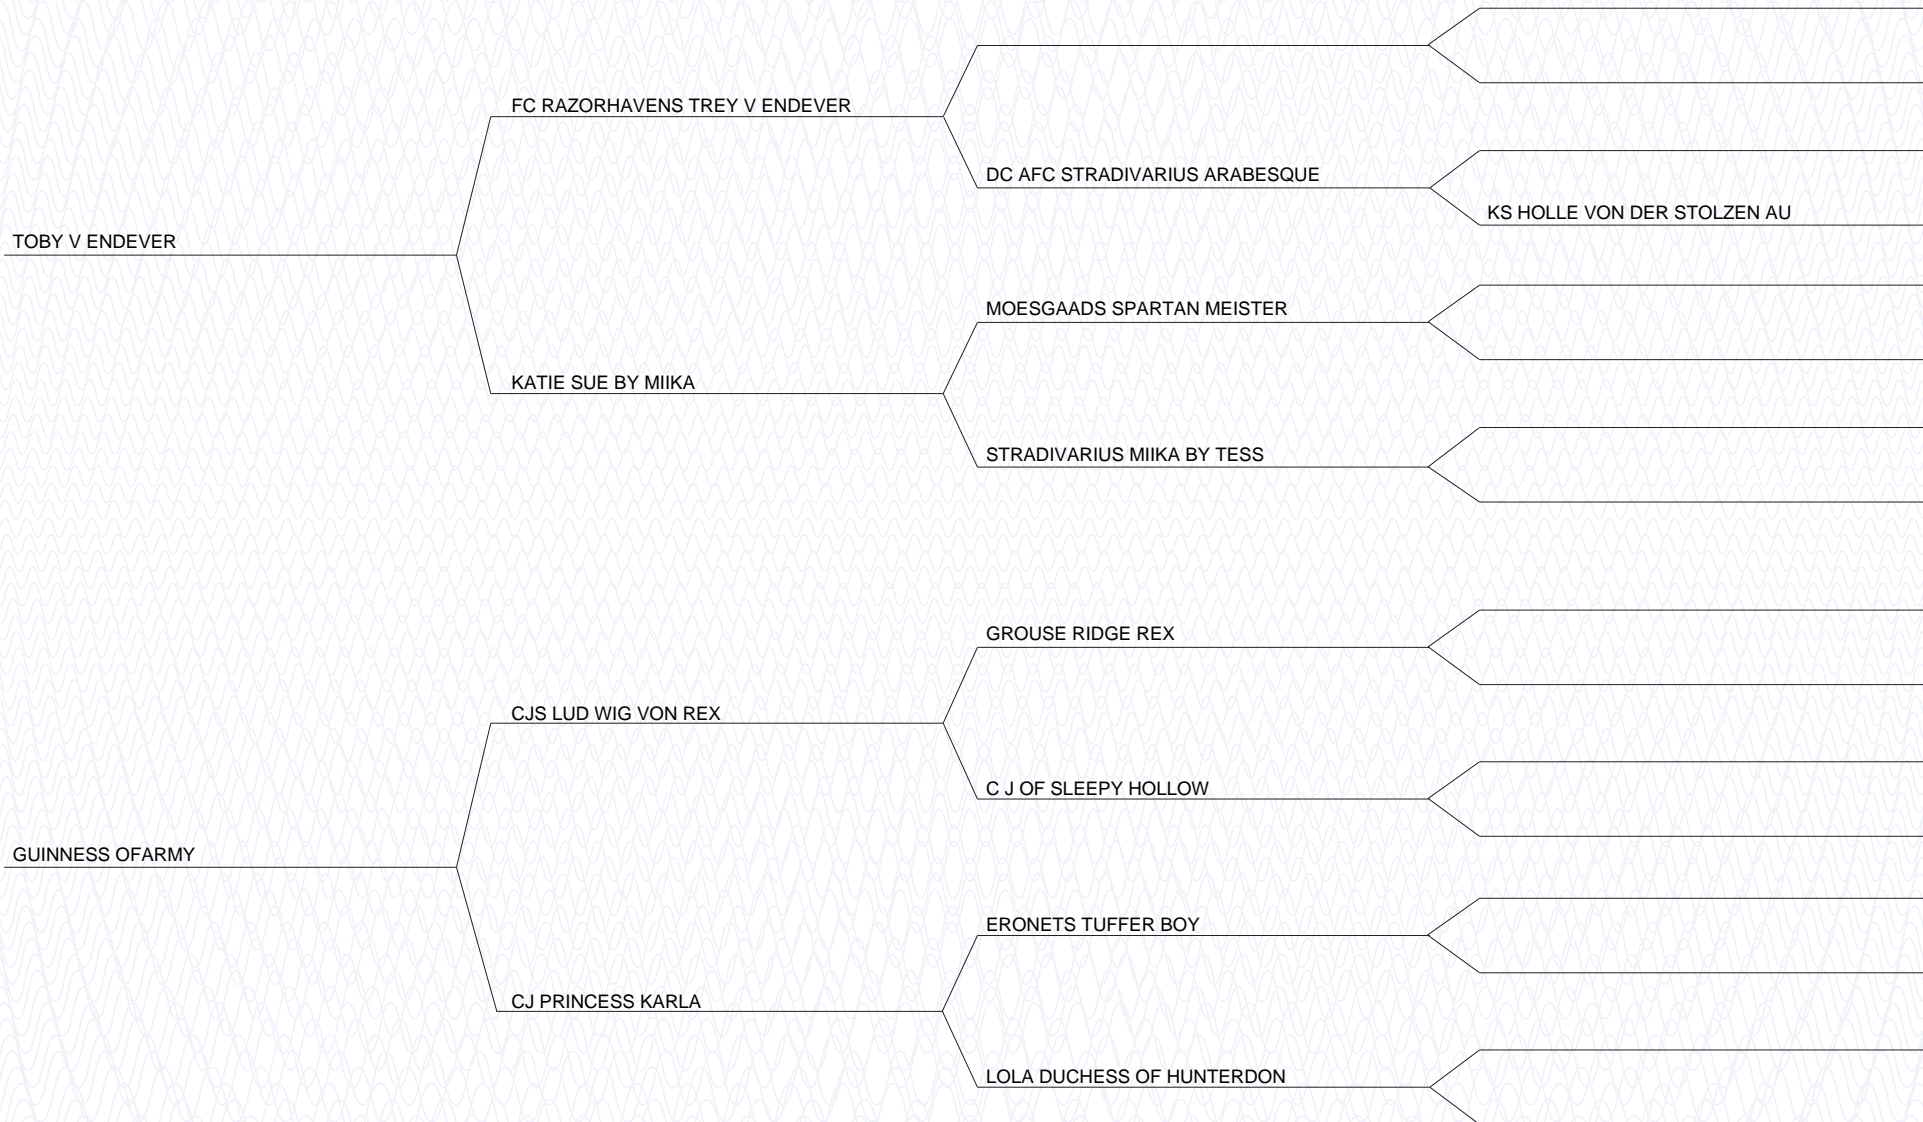 FC RAZORHAVENS TREY V ENDEVER
DC AFC STRADIVARIUS ARABESQUE
KS HOLLE VON DER STOLZEN AU
TOBY V ENDEVER
MOESGAADS SPARTAN MEISTER
KATIE SUE BY MIIKA
STRADIVARIUS MIIKA BY TESS
GROUSE RIDGE REX
CJS LUD WIG VON REX
C J OF SLEEPY HOLLOW
GUINNESS OFARMY
ERONETS TUFFER BOY
CJ PRINCESS KARLA
LOLA DUCHESS OF HUNTERDON